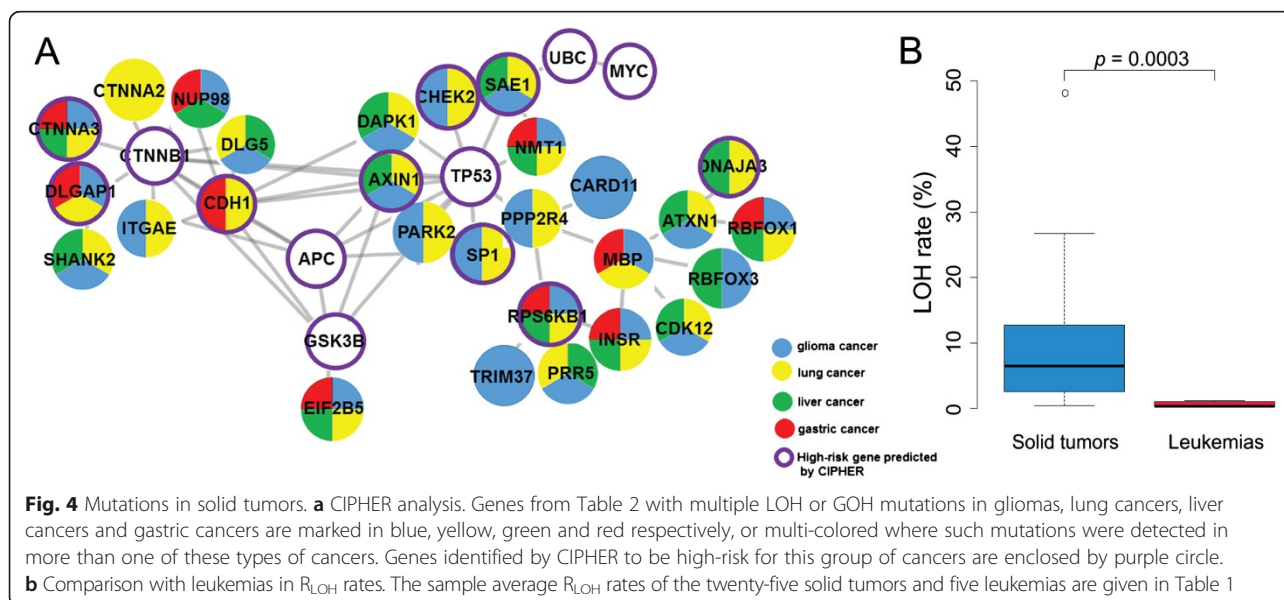 A
B
UBC
MYC
CTNNA2
NUP98
CHEK2
SAE1
CTNNA3
CTNNB1
DLG5
DAPK1
NMT1
DNAJA3
DLGAP1
CDH1
AXIN1
TP53
CARD11
ITGAE
PARK2
PPP2R4
ATXN1
RBFOX1
SHANK2
APC
SP1
MBP
RBFOX3
GSK3B
RPS6KB1
INSR
CDK12
TRIM37
PRR5
EIF2B5
glioma cancer
lung cancer
liver cancer
gastric cancer
High-risk gene predicted
by CIPHER
p = 0.0003
LOH rate (%)
50
40
30
20
10
0
Solid tumors
Leukemias
Fig. 4 Mutations in solid tumors. a CIPHER analysis. Genes from Table 2 with multiple LOH or GOH mutations in gliomas, lung cancers, liver
cancers and gastric cancers are marked in blue, yellow, green and red respectively, or multi-colored where such mutations were detected in
more than one of these types of cancers. Genes identified by CIPHER to be high-risk for this group of cancers are enclosed by purple circle.
b Comparison with leukemias in RLOH rates. The sample average RLOH rates of the twenty-five solid tumors and five leukemias are given in Table 1